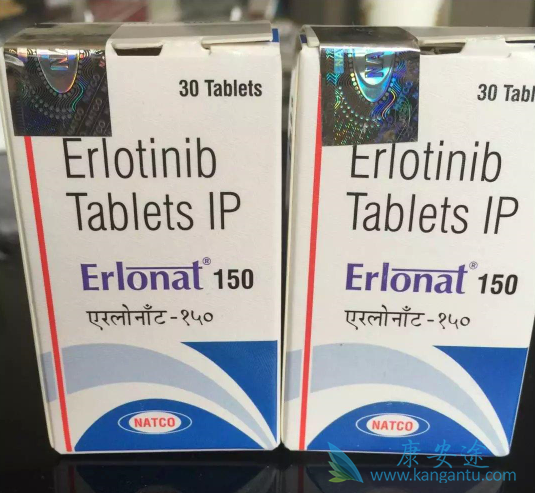 30 Tablets
Erlotinib
Tablets IP
Erlonat® 150
एरलोनाँट-१५०
NATCO
30 Tabl
Erlotinib
Tablets IP
Erlonat® 150
एरलोनाँट-१५०
NATCO
康安途
www.kangantu.com